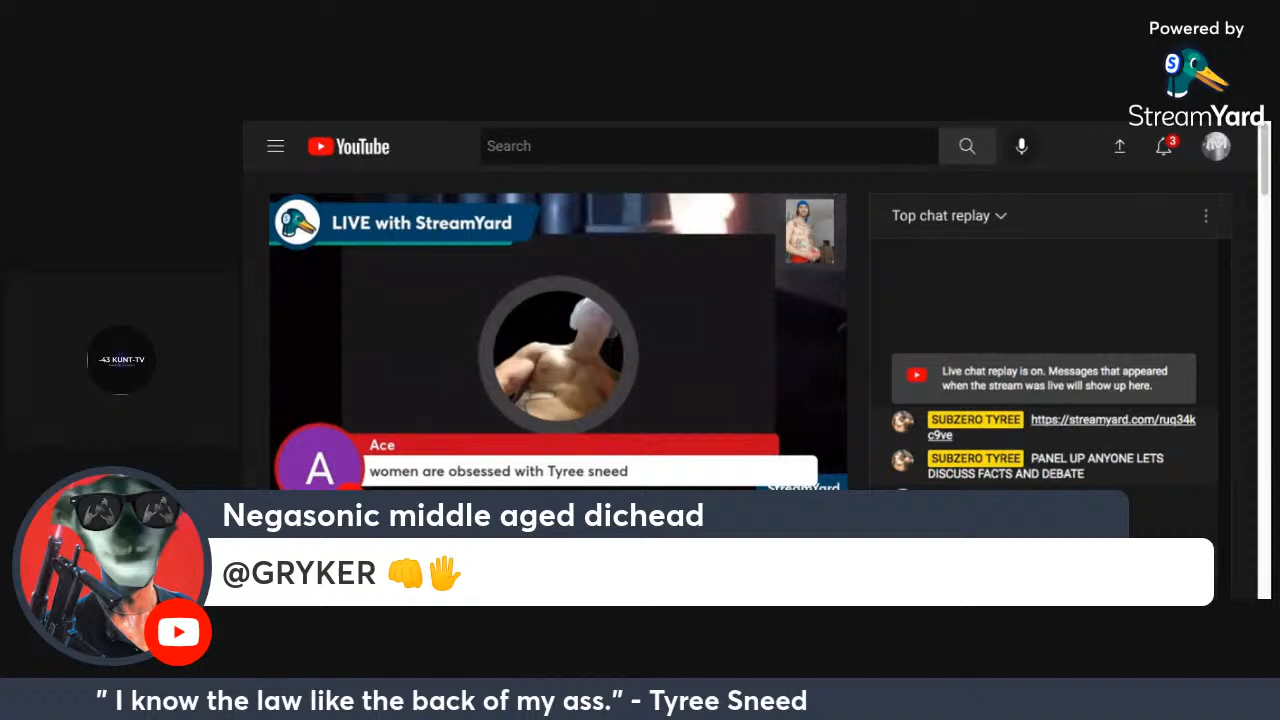 Powered by
StreamYard
YouTube
Search
3
LIVE with StreamYard
Top chat replay
-43 KUNT-TV
Live chat replay is on. Messages that appeared
when the stream was live will show up here.
SUBZERO TYREE https://streamyard.com/ruq34k
c9ve
SUBZERO TYREE PANEL UP ANYONE LETS
DISCUSS FACTS AND DEBATE
Ace
A
women are obsessed with Tyree sneed
StreamYard
Negasonic middle aged dichead
@GRYKER 👊🖐
" I know the law like the back of my ass." - Tyree Sneed